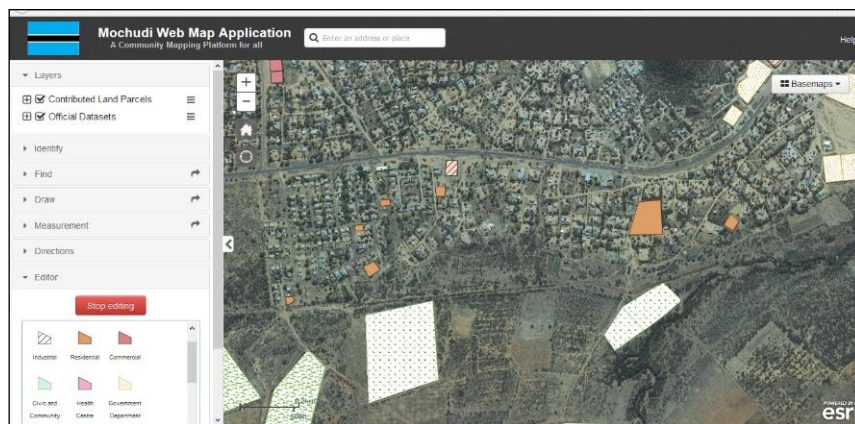 Mochudi Web Map Application
A Community Mapping Platform for all
Enter an address or place
Help
Layers
Contributed Land Parcels
Official Datasets
Identify
Find
Draw
Measurement
Directions
Editor
Stop editing
Industrial Residential Commercial
Civic and Community
Health Centre
Government Department
Basemaps
POWERED BY
esri